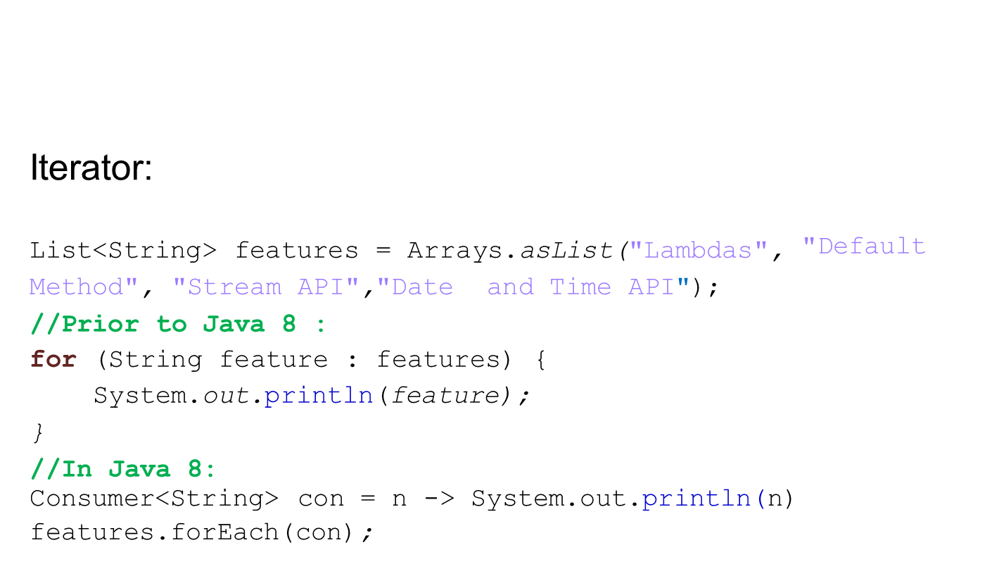 Iterator:
List<String> features = Arrays.asList("Lambdas", "Default
Method", "Stream API","Date  and Time API");
//Prior to Java 8 :
for (String feature : features) {
    System.out.println(feature);
}
//In Java 8:
Consumer<String> con = n -> System.out.println(n)
features.forEach(con);